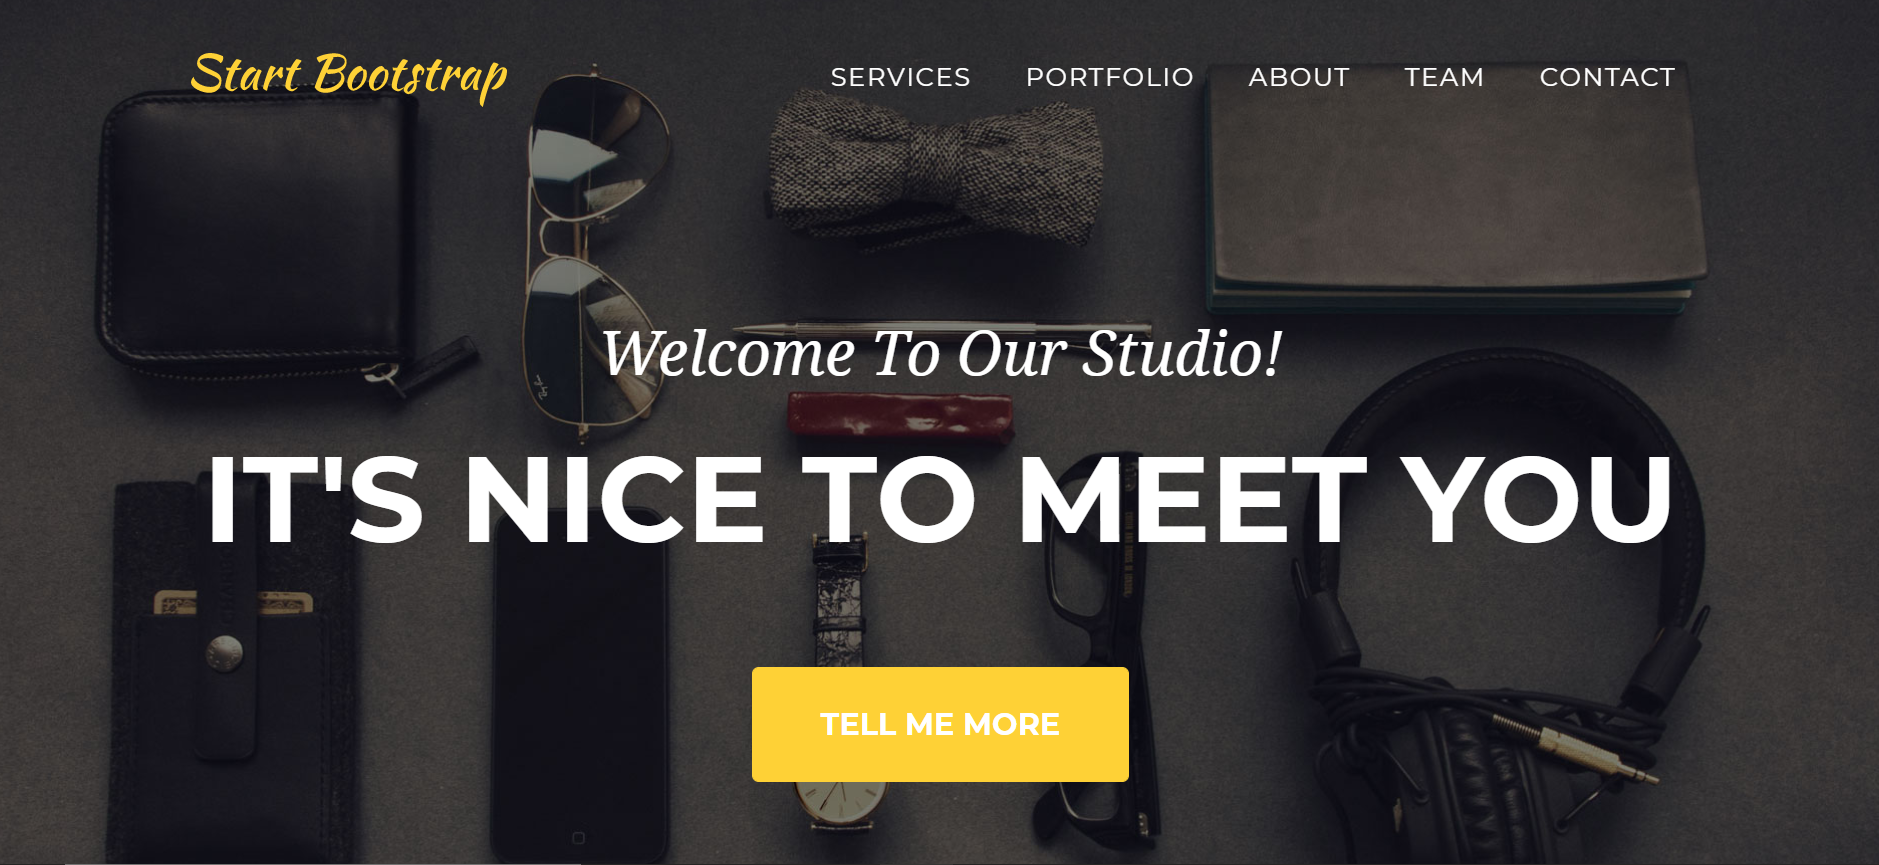 Start Bootstrap
SERVICES PORTFOLIO ABOUT TEAM CONTACT
Welcome To Our Studio!
IT'S NICE TO MEET YOU
TELL ME MORE